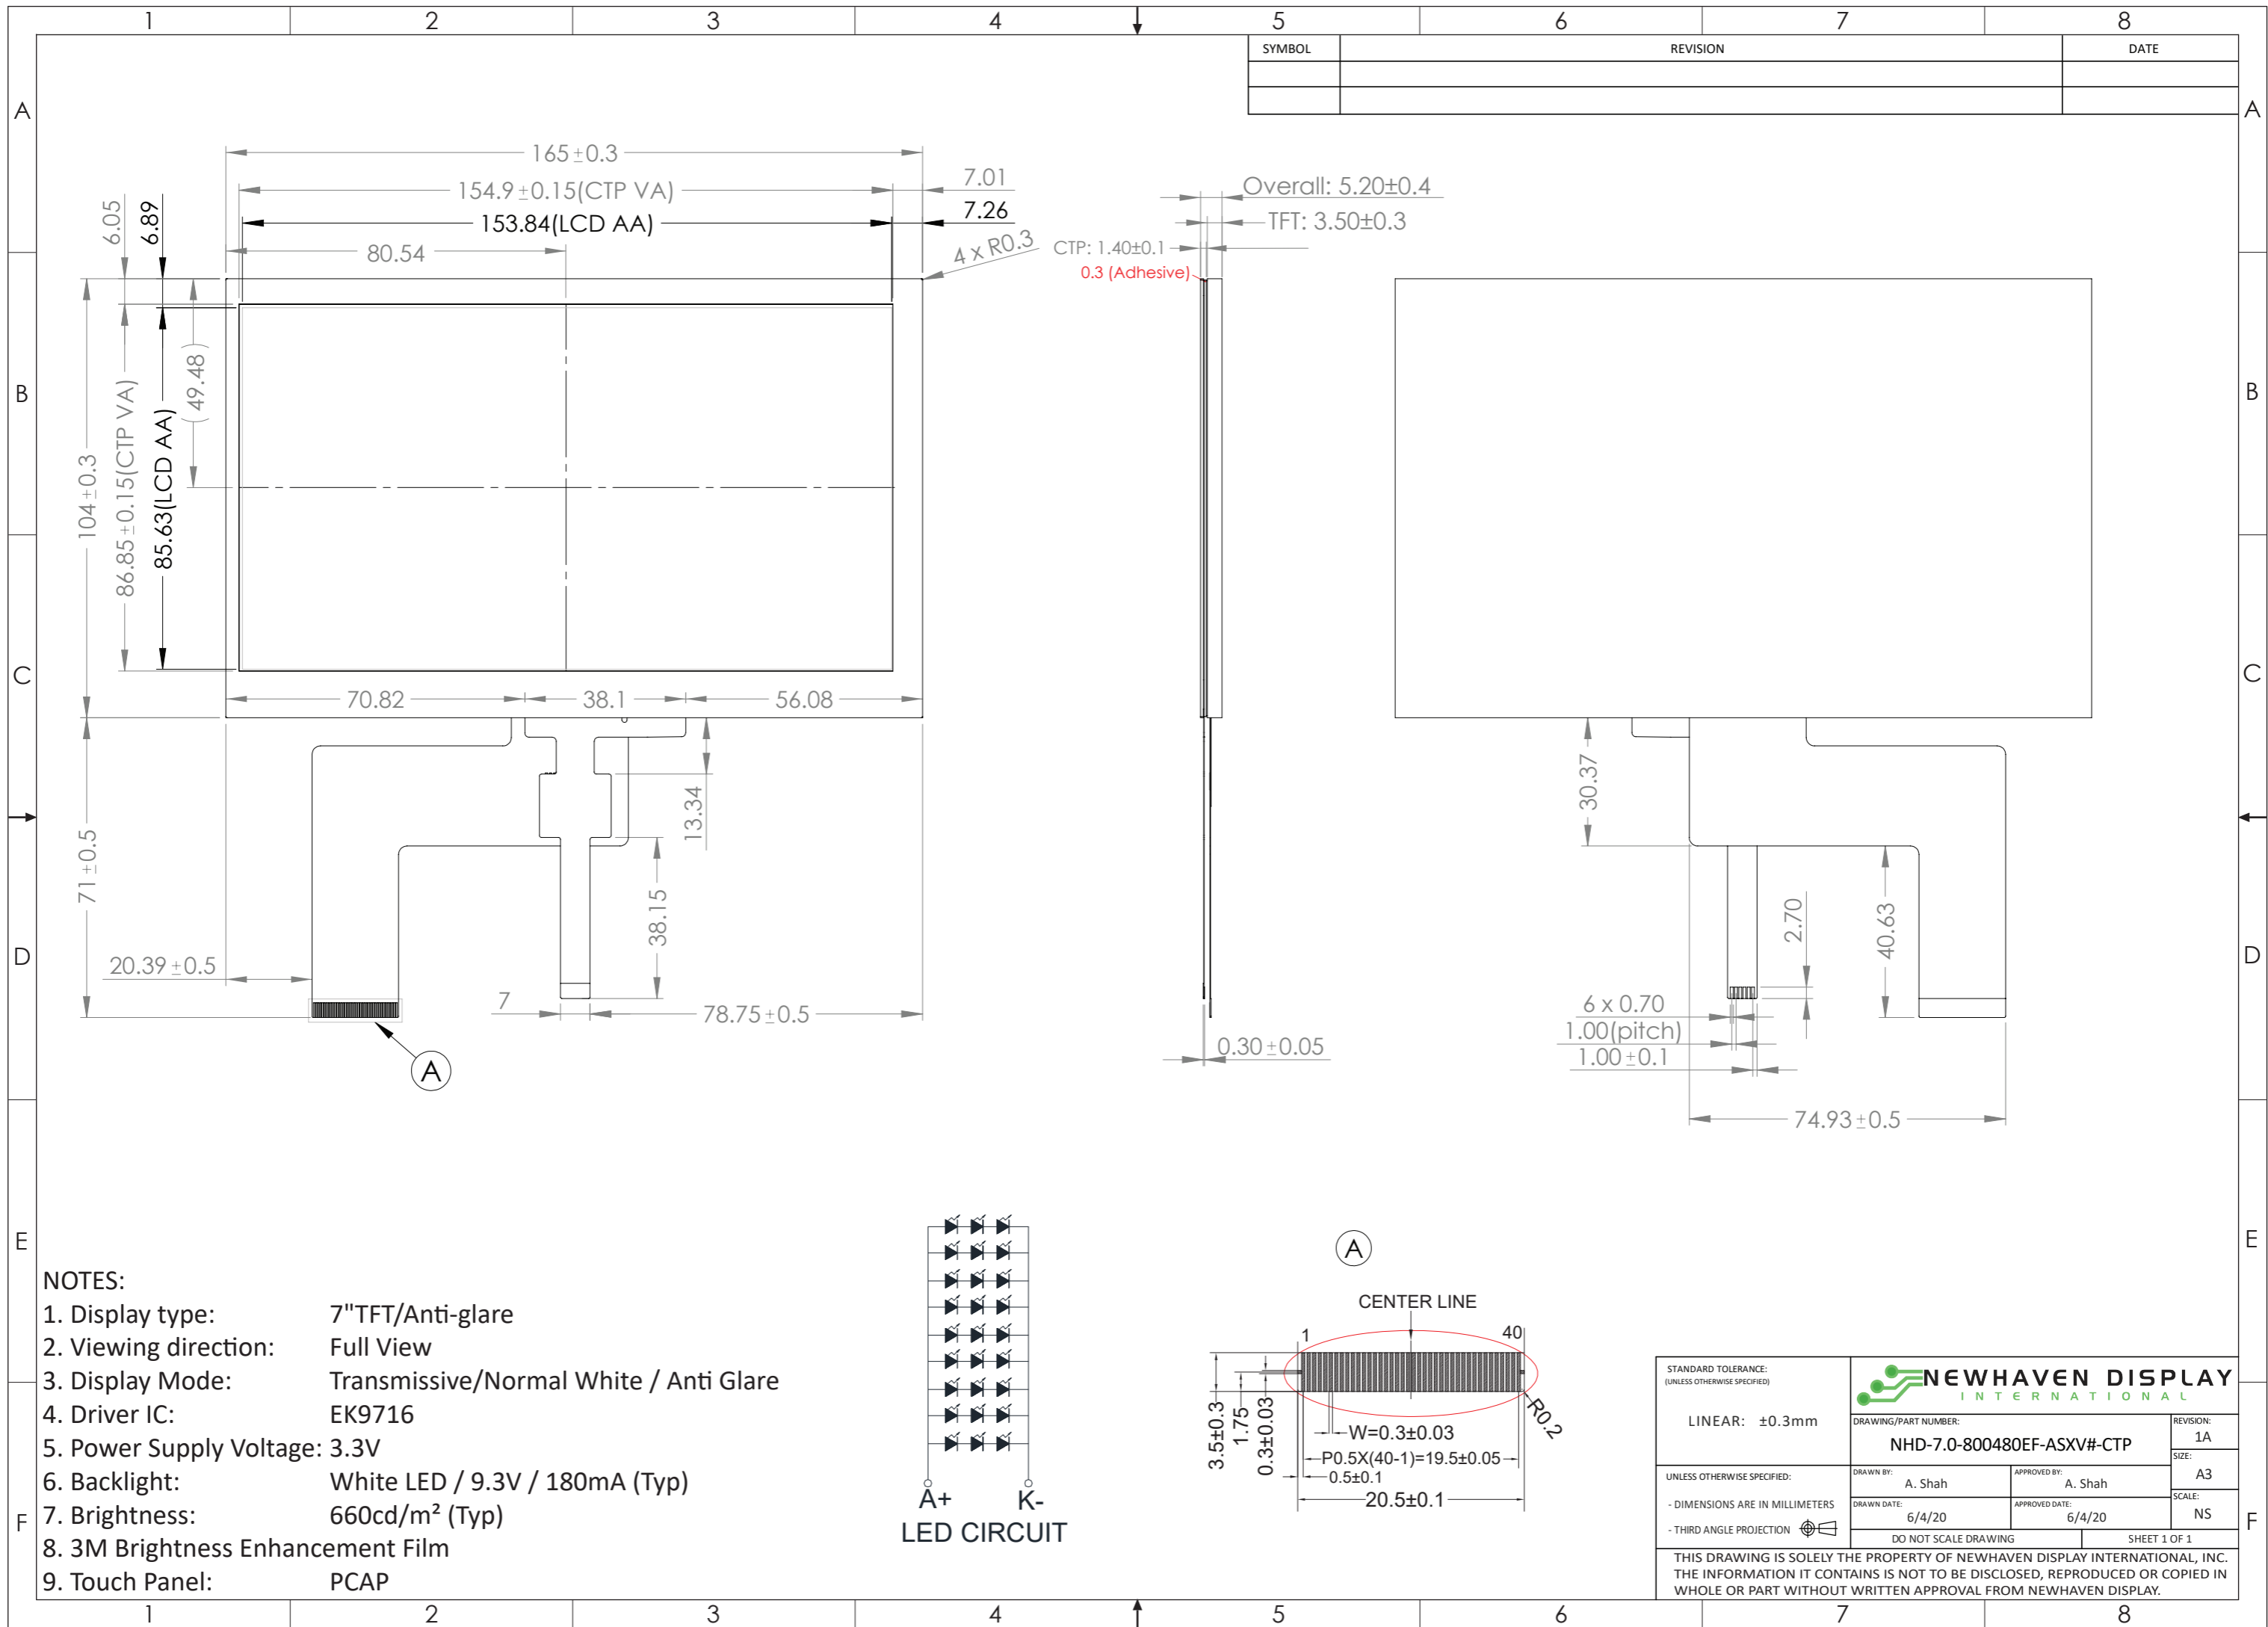 1 2 3 4 5 6 7 8
SYMBOL REVISION DATE
A A
165±0.3
154.9±0.15(CTP VA) 7.01
153.84(LCD AA) 7.26
80.54
4 x R0.3
6.05
6.89
Overall: 5.20±0.4
TFT: 3.50±0.3
CTP: 1.40±0.1
0.3 (Adhesive)
B B
104±0.3
86.85±0.15(CTP VA)
85.63(LCD AA)
(49.48)
C C
70.82 38.1 56.08
71±0.5
13.34
38.15
30.37
D D
20.39±0.5
7
78.75±0.5
A
0.30±0.05
2.70
40.63
6 x 0.70
1.00(pitch)
1.00±0.1
74.93±0.5
E E
NOTES:
1. Display type: 7"TFT/Anti-glare
2. Viewing direction: Full View
3. Display Mode: Transmissive/Normal White / Anti Glare
4. Driver IC: EK9716
5. Power Supply Voltage: 3.3V
6. Backlight: White LED / 9.3V / 180mA (Typ)
7. Brightness: 660cd/m² (Typ)
8. 3M Brightness Enhancement Film
9. Touch Panel: PCAP
A+ K-
LED CIRCUIT
A
CENTER LINE
1 40
3.5±0.3
1.75
0.3±0.03
R0.2
W=0.3±0.03
P0.5X(40-1)=19.5±0.05
0.5±0.1
20.5±0.1
STANDARD TOLERANCE:
(UNLESS OTHERWISE SPECIFIED)
LINEAR: ±0.3mm
NEWHAVEN DISPLAY
INTERNATIONAL
DRAWING/PART NUMBER:
NHD-7.0-800480EF-ASXV#-CTP
REVISION:
1A
SIZE:
A3
UNLESS OTHERWISE SPECIFIED:
- DIMENSIONS ARE IN MILLIMETERS
- THIRD ANGLE PROJECTION
DRAWN BY:
A. Shah
APPROVED BY:
A. Shah
DRAWN DATE:
6/4/20
APPROVED DATE:
6/4/20
SCALE:
NS
DO NOT SCALE DRAWING SHEET 1 OF 1
THIS DRAWING IS SOLELY THE PROPERTY OF NEWHAVEN DISPLAY INTERNATIONAL, INC.
THE INFORMATION IT CONTAINS IS NOT TO BE DISCLOSED, REPRODUCED OR COPIED IN
WHOLE OR PART WITHOUT WRITTEN APPROVAL FROM NEWHAVEN DISPLAY.
F F
1 2 3 4 5 6 7 8